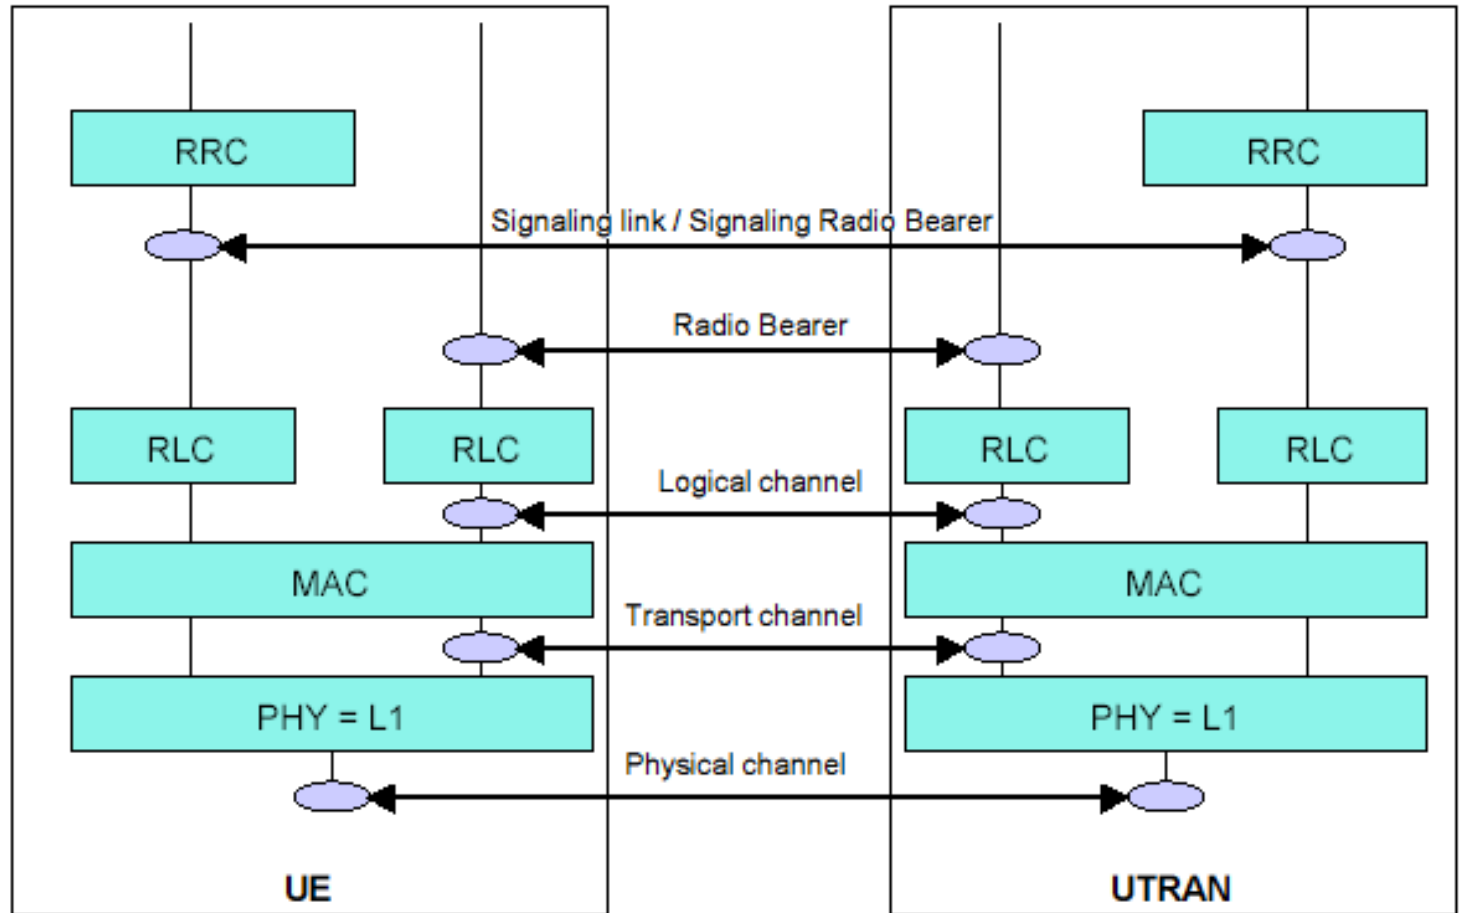 RRC
RRC
Signaling link / Signaling Radio Bearer
Radio Bearer
RLC
RLC
RLC
RLC
Logical channel
MAC
MAC
Transport channel
PHY = L1
PHY = L1
Physical channel
UE
UTRAN